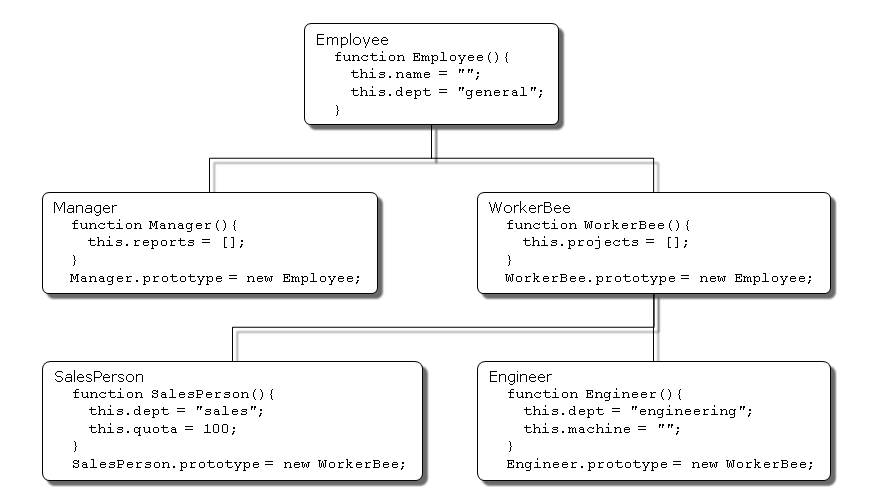 Employee
function Employee(){
this.name = "";
this.dept = "general";
}
Manager
function Manager(){
this.reports = [];
}
Manager.prototype = new Employee;
WorkerBee
function WorkerBee(){
this.projects = [];
}
WorkerBee.prototype = new Employee;
SalesPerson
function SalesPerson(){
this.dept = "sales";
this.quota = 100;
}
SalesPerson.prototype = new WorkerBee;
Engineer
function Engineer(){
this.dept = "engineering";
this.machine = "";
}
Engineer.prototype = new WorkerBee;